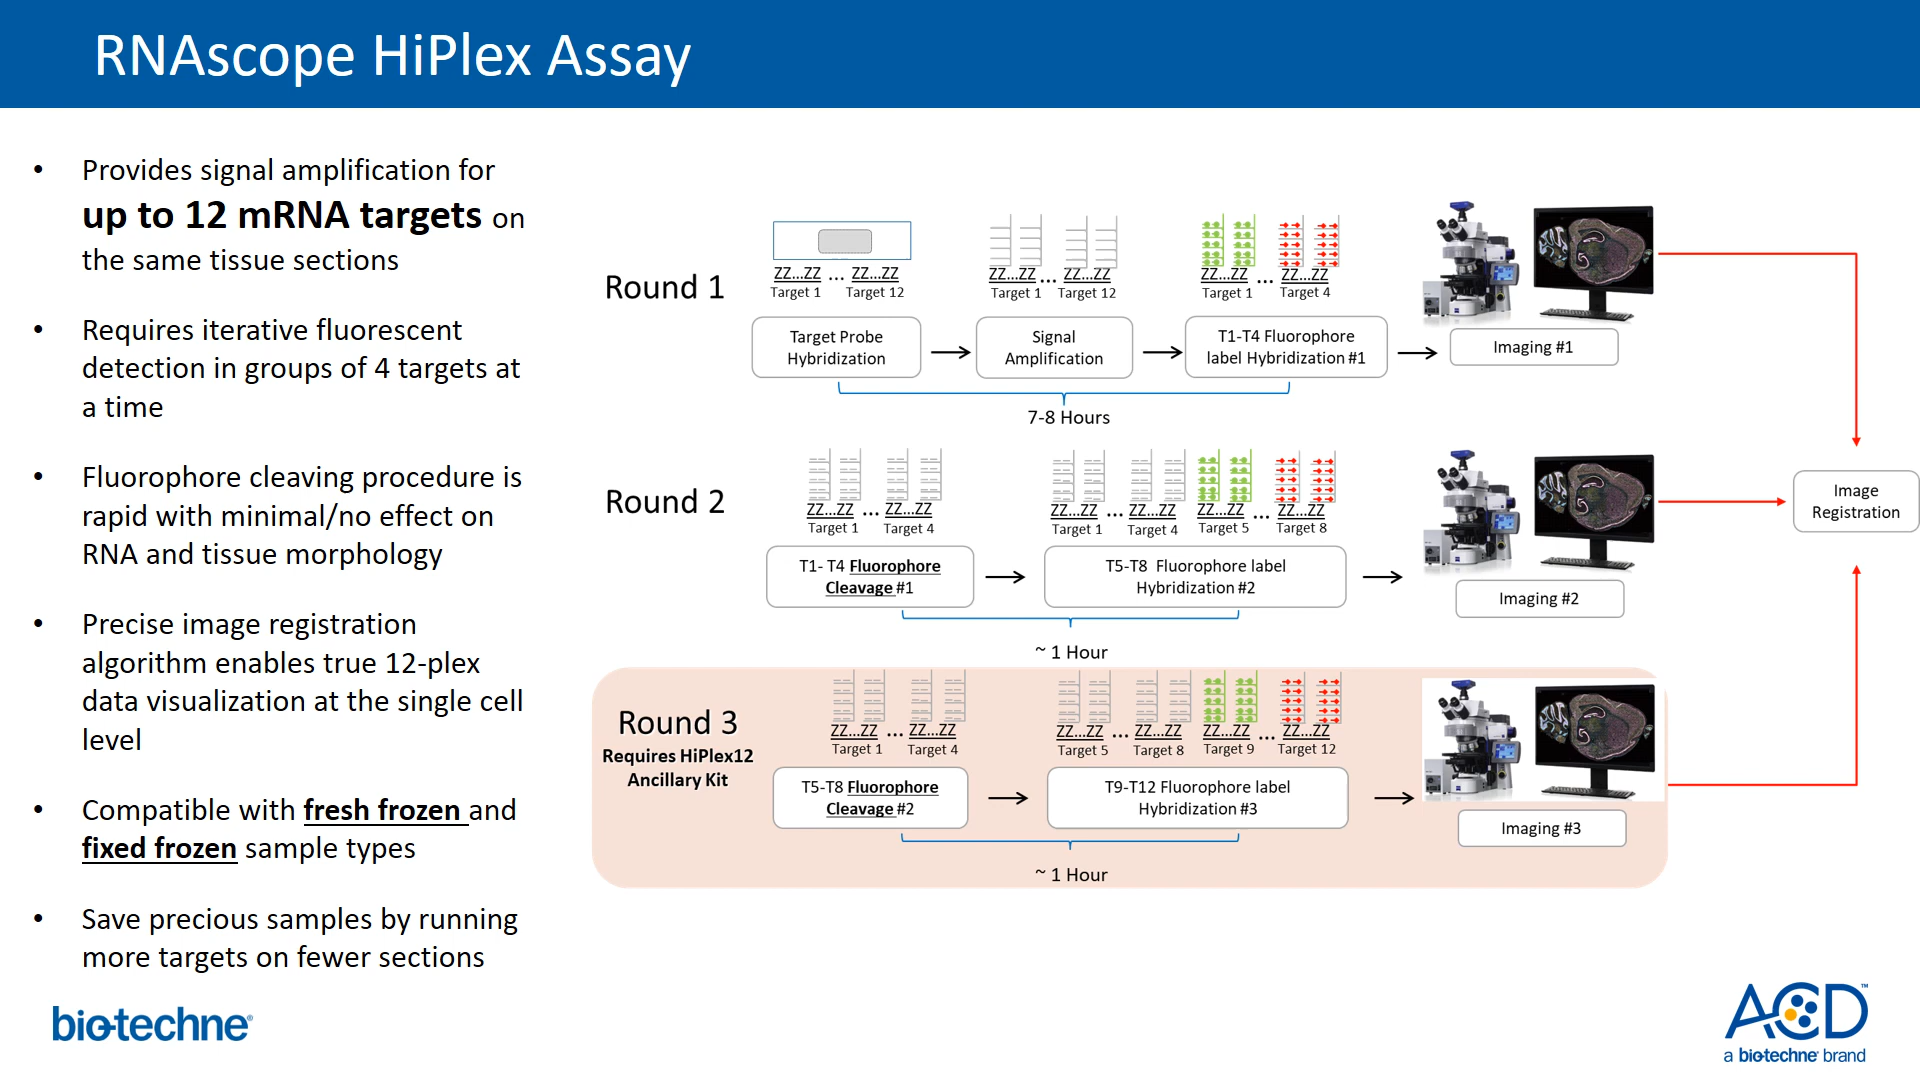 RNAscope HiPlex Assay
• Provides signal amplification for
up to 12 mRNA targets on
the same tissue sections
• Requires iterative fluorescent
detection in groups of 4 targets at
a time
• Fluorophore cleaving procedure is
rapid with minimal/no effect on
RNA and tissue morphology
• Precise image registration
algorithm enables true 12-plex
data visualization at the single cell
level
• Compatible with fresh frozen and
fixed frozen sample types
• Save precious samples by running
more targets on fewer sections
Round 1
ZZ...ZZ ... ZZ...ZZ
Target 1 Target 12
Target Probe
Hybridization
ZZ...ZZ ... ZZ...ZZ
Target 1 Target 12
Signal
Amplification
ZZ...ZZ ... ZZ...ZZ
Target 1 Target 4
T1-T4 Fluorophore
label Hybridization #1
Imaging #1
7-8 Hours
Round 2
ZZ...ZZ ... ZZ...ZZ
Target 1 Target 4
T1- T4 Fluorophore
Cleavage #1
ZZ...ZZ ... ZZ...ZZ ZZ...ZZ ... ZZ...ZZ
Target 1 Target 4 Target 5 Target 8
T5-T8 Fluorophore label
Hybridization #2
Imaging #2
~ 1 Hour
Image
Registration
Round 3
Requires HiPlex12
Ancillary Kit
ZZ...ZZ ... ZZ...ZZ
Target 1 Target 4
T5-T8 Fluorophore
Cleavage #2
ZZ...ZZ ... ZZ...ZZ ZZ...ZZ ... ZZ...ZZ
Target 5 Target 8 Target 9 Target 12
T9-T12 Fluorophore label
Hybridization #3
Imaging #3
~ 1 Hour
bio-techne®
ACD™
a bio-techne® brand